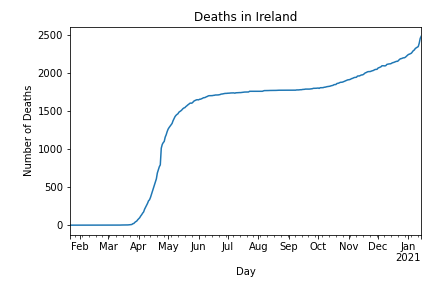 Deaths in Ireland
Number of Deaths
2500
2000
1500
1000
500
0
Feb Mar Apr May Jun Jul Aug Sep Oct Nov Dec Jan
2021
Day